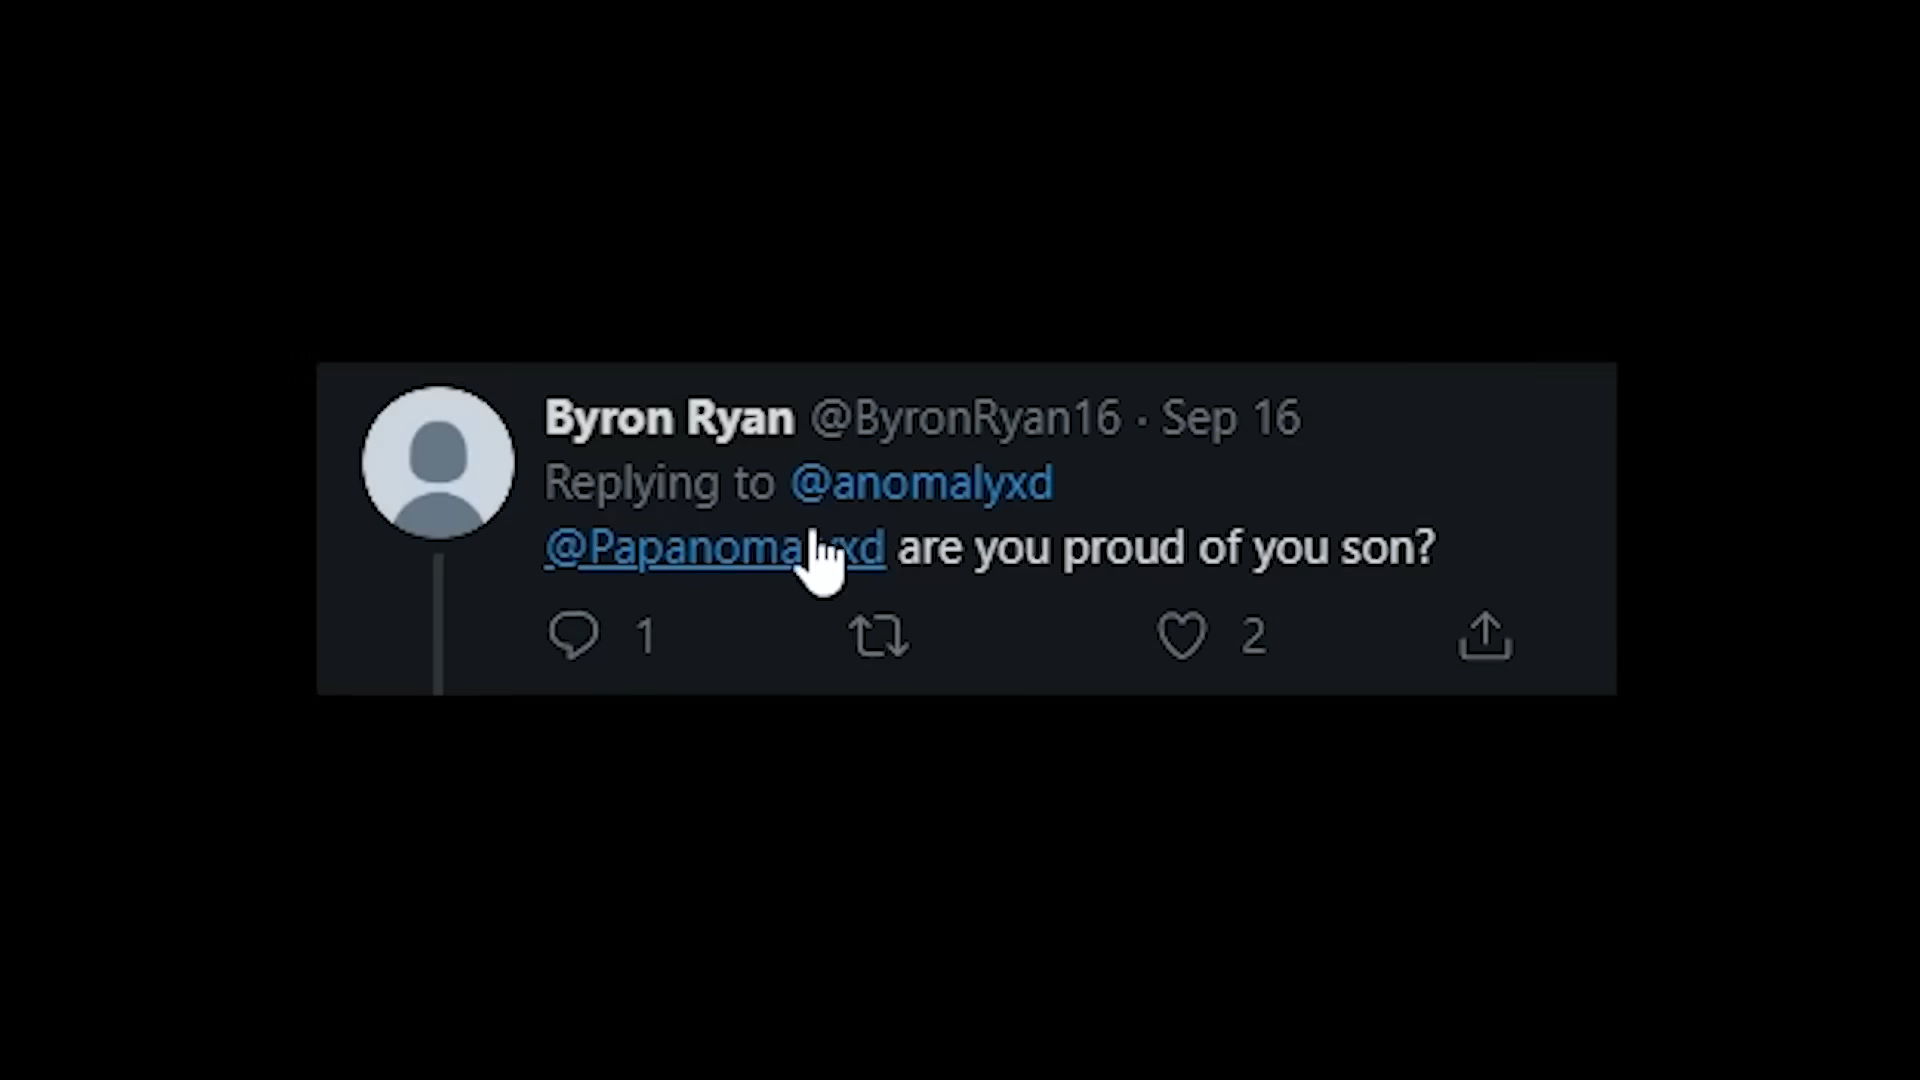 Byron Ryan @ByronRyan16 · Sep 16
Replying to @anomalyxd
are you proud of you son?
1 2